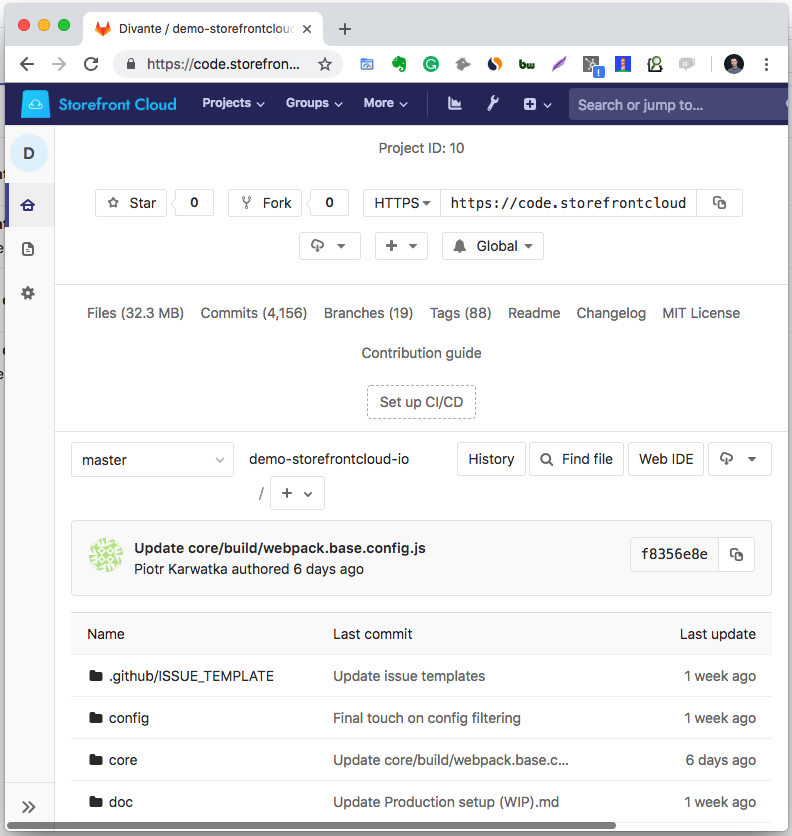 Divante / demo-storefrontclou
https://code.storefron...
bw
1
Storefront Cloud
Projects
Groups
More
Search or jump to...
D
Project ID: 10
Star
0
Fork
0
HTTPS
https://code.storefrontcloud
Global
Files (32.3 MB)
Commits (4,156)
Branches (19)
Tags (88)
Readme
Changelog
MIT License
Contribution guide
Set up CI/CD
master
demo-storefrontcloud-io
History
Find file
Web IDE
/
+
Update core/build/webpack.base.config.js
Piotr Karwatka authored 6 days ago
f8356e8e
Name
Last commit
Last update
.github/ISSUE_TEMPLATE
Update issue templates
1 week ago
config
Final touch on config filtering
1 week ago
core
Update core/build/webpack.base.c...
6 days ago
doc
Update Production setup (WIP).md
1 week ago